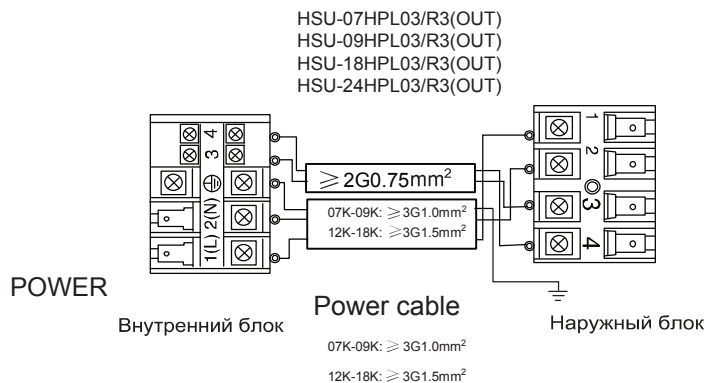 HSU-07HPL03/R3(OUT)
HSU-09HPL03/R3(OUT)
HSU-18HPL03/R3(OUT)
HSU-24HPL03/R3(OUT)
1(L) 2(N) 3 4
1
2
3
4
≥ 2G0.75mm²
07K-09K: ≥3G1.0mm²
12K-18K: ≥3G1.5mm²
POWER
Внутренний блок
Power cable
Наружный блок
07K-09K: ≥ 3G1.0mm²
12K-18K: ≥ 3G1.5mm²